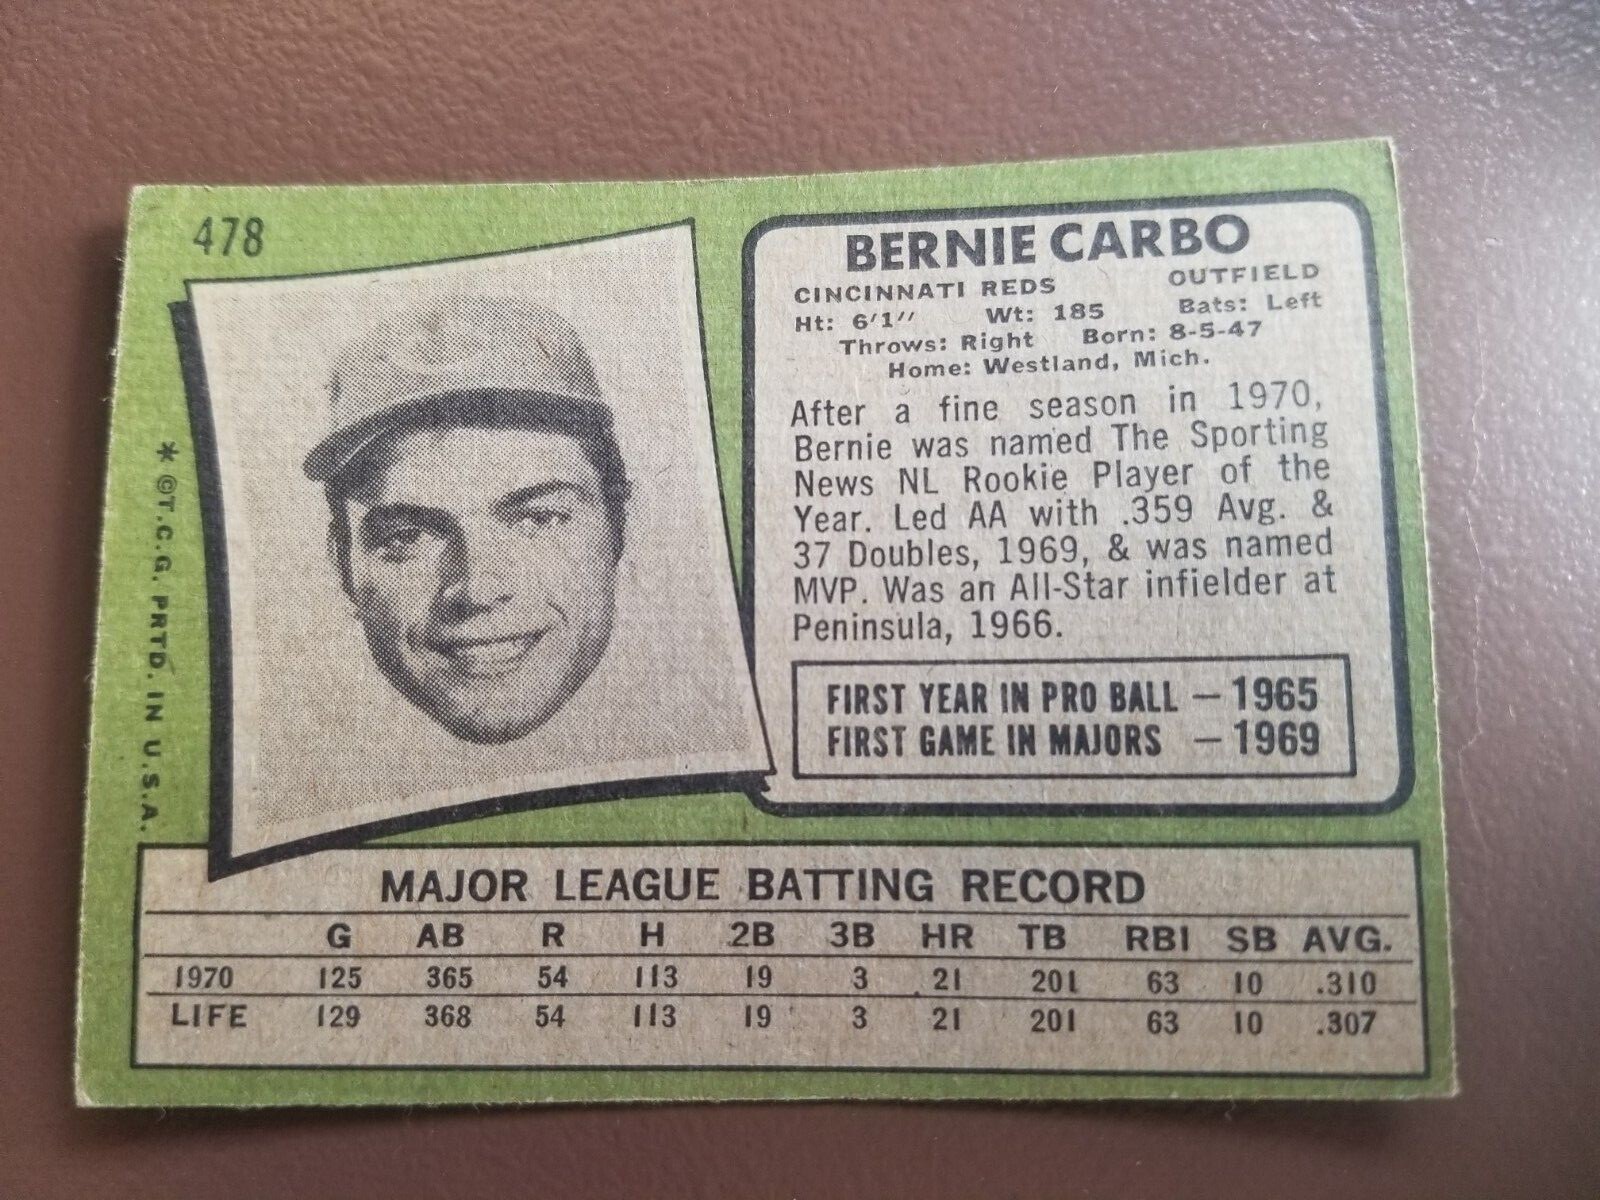 478
* ©T.C.G. PRTD. IN U.S.A.
BERNIE CARBO
CINCINNATI REDS OUTFIELD
Ht: 6'1" Wt: 185 Bats: Left
Throws: Right Born: 8-5-47
Home: Westland, Mich.
After a fine season in 1970,
Bernie was named The Sporting
News NL Rookie Player of the
Year. Led AA with .359 Avg. &
37 Doubles, 1969, & was named
MVP. Was an All-Star infielder at
Peninsula, 1966.
FIRST YEAR IN PRO BALL — 1965
FIRST GAME IN MAJORS — 1969
MAJOR LEAGUE BATTING RECORD
G AB R H 2B 3B HR TB RBI SB AVG.
1970 125 365 54 113 19 3 21 201 63 10 .310
LIFE 129 368 54 113 19 3 21 201 63 10 .307